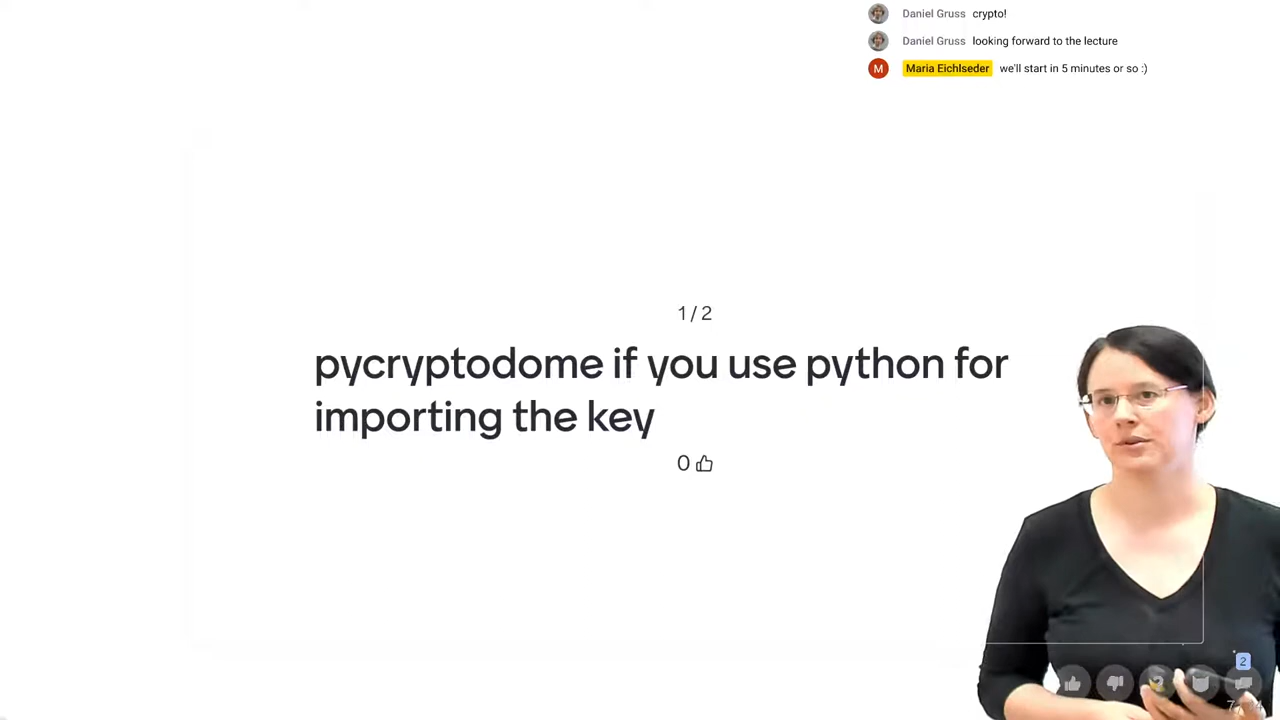 Daniel Gruss crypto!
Daniel Gruss looking forward to the lecture
M Maria Eichlseder we'll start in 5 minutes or so :)
1 / 2
pycryptodome if you use python for
importing the key
0
2